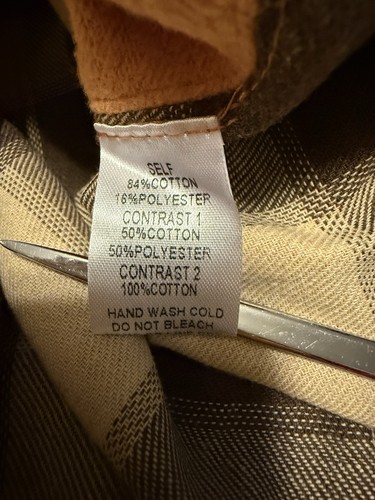 SELF
84%COTTON
16%POLYESTER
CONTRAST 1
50%COTTON
50%POLYESTER
CONTRAST 2
100%COTTON
HAND WASH COLD
DO NOT BLEACH